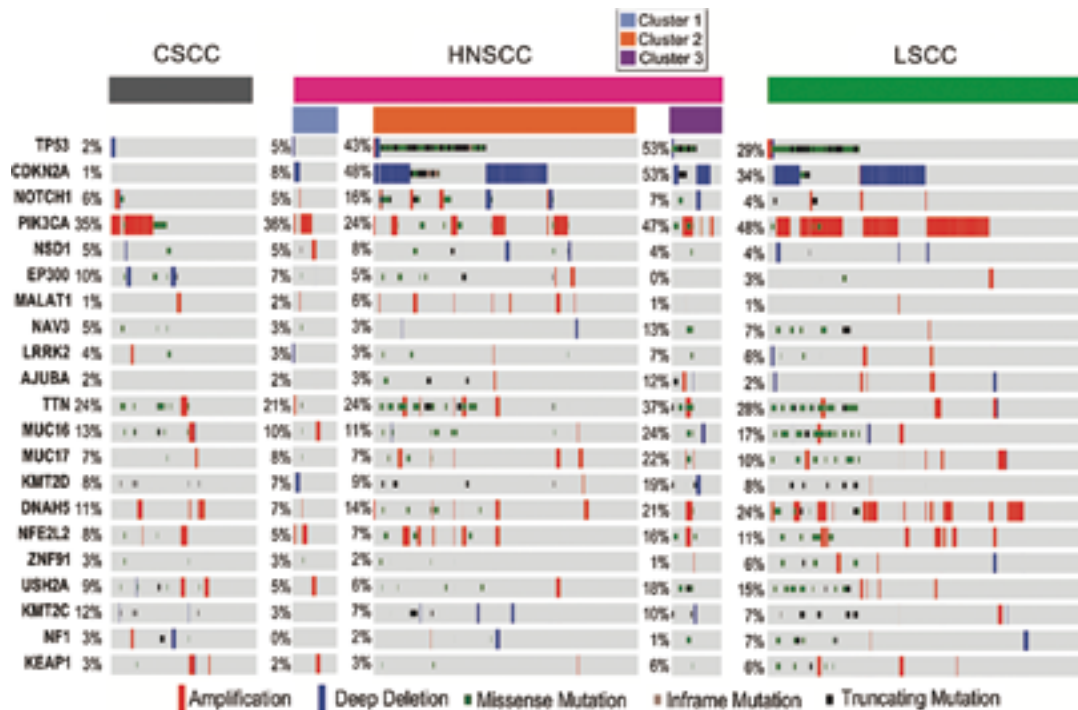 Cluster 1
Cluster 2
Cluster 3
CSCC HNSCC LSCC
TP53 2% 5% 43% 53% 29%
CDKN2A 1% 8% 48% 53% 34%
NOTCH1 6% 5% 16% 7% 4%
PIK3CA 35% 36% 24% 47% 48%
NSD1 5% 5% 8% 4% 4%
EP300 10% 7% 5% 0% 3%
MALAT1 1% 2% 6% 1% 1%
NAV3 5% 3% 3% 13% 7%
LRRK2 4% 3% 3% 7% 6%
AJUBA 2% 2% 3% 12% 2%
TTN 24% 21% 24% 37% 28%
MUC16 13% 10% 11% 24% 17%
MUC17 7% 8% 7% 22% 10%
KMT2D 8% 7% 9% 19% 8%
DNAH5 11% 7% 14% 21% 24%
NFE2L2 8% 5% 7% 16% 11%
ZNF91 3% 3% 2% 1% 6%
USH2A 9% 5% 6% 18% 15%
KMT2C 12% 3% 7% 10% 7%
NF1 3% 0% 2% 1% 7%
KEAP1 3% 2% 3% 6%
Amplification Deep Deletion Missense Mutation Inframe Mutation Truncating Mutation